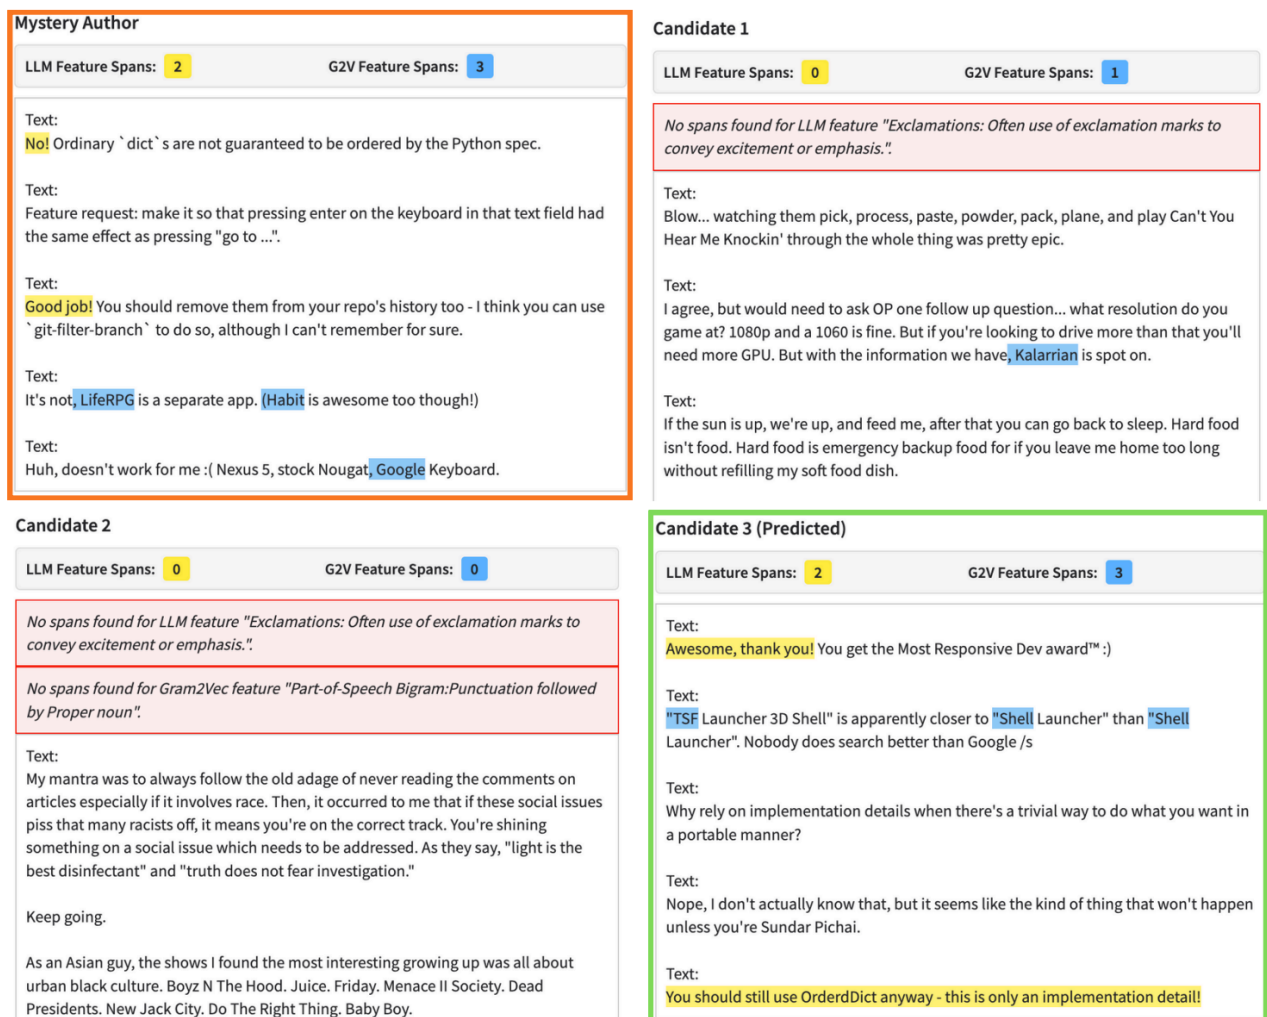 Mystery Author
LLM Feature Spans: 2 G2V Feature Spans: 3
Text:
No! Ordinary `dict`s are not guaranteed to be ordered by the Python spec.
Text:
Feature request: make it so that pressing enter on the keyboard in that text field had
the same effect as pressing "go to ...".
Text:
Good job! You should remove them from your repo's history too - I think you can use
`git-filter-branch` to do so, although I can't remember for sure.
Text:
It's not, LifeRPG is a separate app. (Habit is awesome too though!)
Text:
Huh, doesn't work for me :( Nexus 5, stock Nougat, Google Keyboard.
Candidate 1
LLM Feature Spans: 0 G2V Feature Spans: 1
No spans found for LLM feature "Exclamations: Often use of exclamation marks to
convey excitement or emphasis.".
Text:
Blow... watching them pick, process, paste, powder, pack, plane, and play Can't You
Hear Me Knockin' through the whole thing was pretty epic.
Text:
I agree, but would need to ask OP one follow up question... what resolution do you
game at? 1080p and a 1060 is fine. But if you're looking to drive more than that you'll
need more GPU. But with the information we have, Kalarrian is spot on.
Text:
If the sun is up, we're up, and feed me, after that you can go back to sleep. Hard food
isn't food. Hard food is emergency backup food for if you leave me home too long
without refilling my soft food dish.
Candidate 2
LLM Feature Spans: 0 G2V Feature Spans: 0
No spans found for LLM feature "Exclamations: Often use of exclamation marks to
convey excitement or emphasis.".
No spans found for Gram2Vec feature "Part-of-Speech Bigram:Punctuation followed
by Proper noun".
Text:
My mantra was to always follow the old adage of never reading the comments on
articles especially if it involves race. Then, it occurred to me that if these social issues
piss that many racists off, it means you're on the correct track. You're shining
something on a social issue which needs to be addressed. As they say, "light is the
best disinfectant" and "truth does not fear investigation."
Keep going.
As an Asian guy, the shows I found the most interesting growing up was all about
urban black culture. Boyz N The Hood. Juice. Friday. Menace II Society. Dead
Presidents. New Jack City. Do The Right Thing. Baby Boy.
Candidate 3 (Predicted)
LLM Feature Spans: 2 G2V Feature Spans: 3
Text:
Awesome, thank you! You get the Most Responsive Dev award™ :)
Text:
"TSF Launcher 3D Shell" is apparently closer to "Shell Launcher" than "Shell
Launcher". Nobody does search better than Google /s
Text:
Why rely on implementation details when there's a trivial way to do what you want in
a portable manner?
Text:
Nope, I don't actually know that, but it seems like the kind of thing that won't happen
unless you're Sundar Pichai.
Text:
You should still use OrderdDict anyway - this is only an implementation detail!